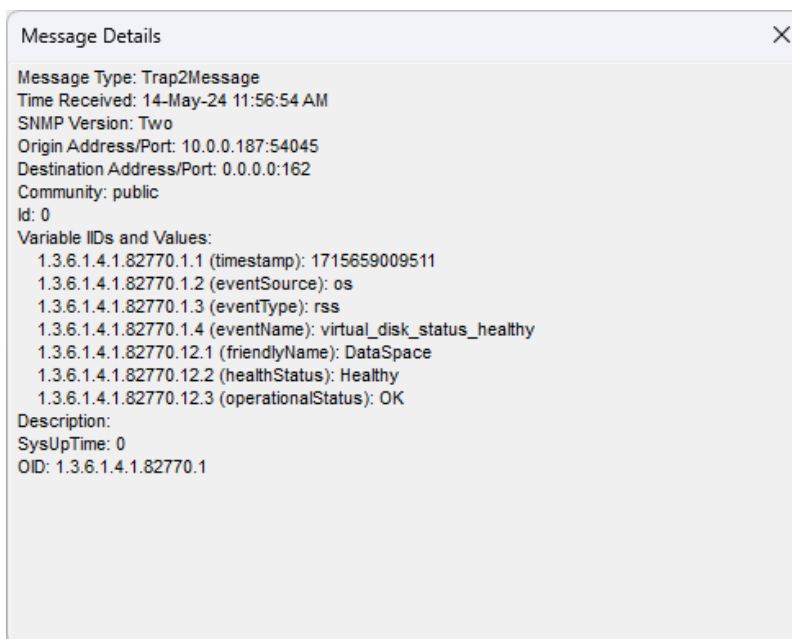 Message Details
Message Type: Trap2Message
Time Received: 14-May-24 11:56:54 AM
SNMP Version: Two
Origin Address/Port: 10.0.0.187:54045
Destination Address/Port: 0.0.0.0:162
Community: public
Id: 0
Variable IIDs and Values:
1.3.6.1.4.1.82770.1.1 (timestamp): 1715659009511
1.3.6.1.4.1.82770.1.2 (eventSource): os
1.3.6.1.4.1.82770.1.3 (eventType): rss
1.3.6.1.4.1.82770.1.4 (eventName): virtual_disk_status_healthy
1.3.6.1.4.1.82770.12.1 (friendlyName): DataSpace
1.3.6.1.4.1.82770.12.2 (healthStatus): Healthy
1.3.6.1.4.1.82770.12.3 (operationalStatus): OK
Description:
SysUpTime: 0
OID: 1.3.6.1.4.1.82770.1